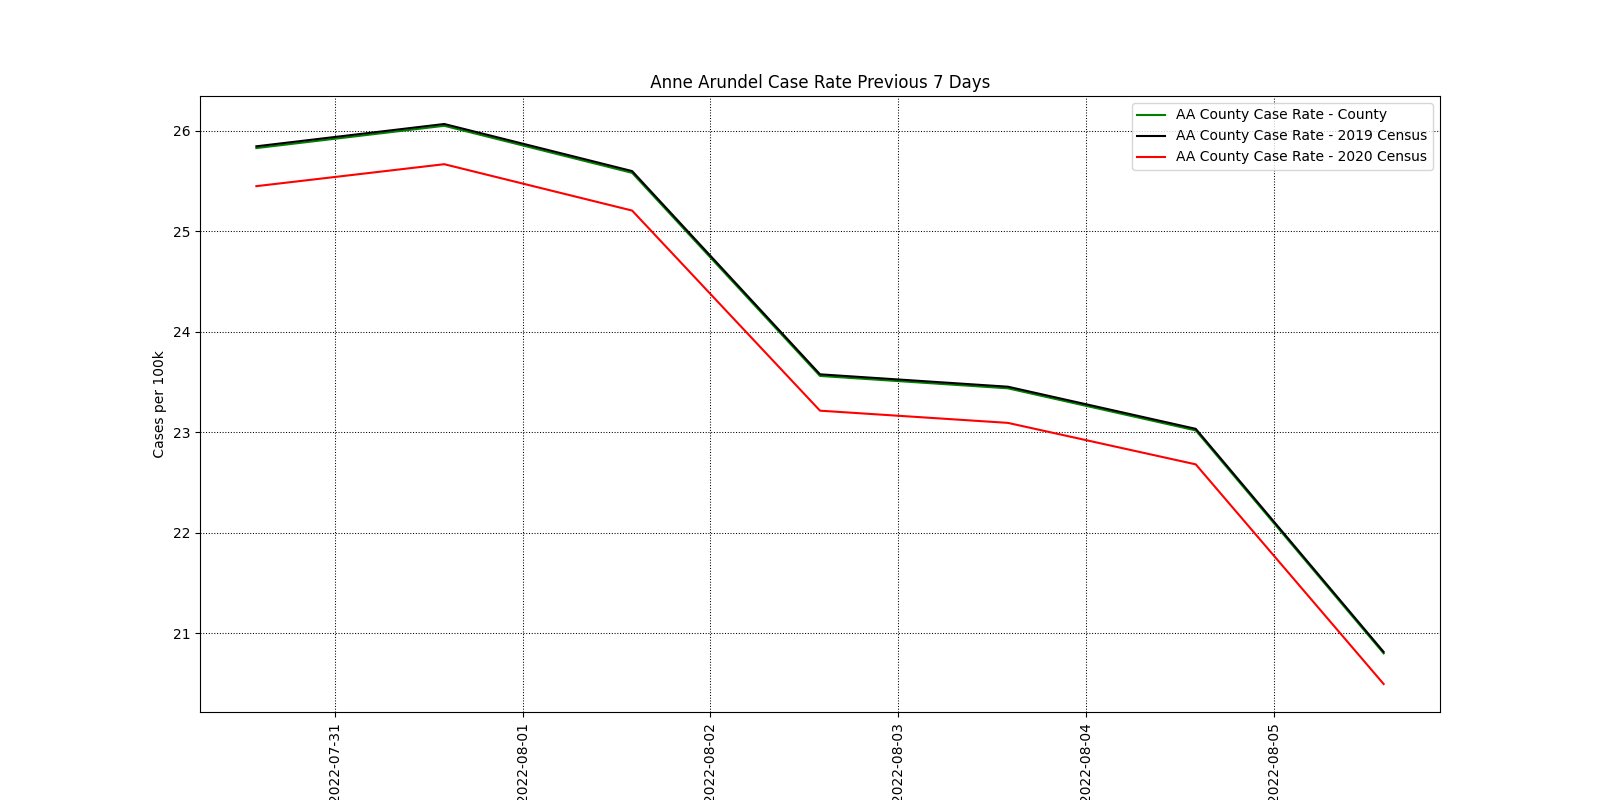 Anne Arundel Case Rate Previous 7 Days
AA County Case Rate - County
AA County Case Rate - 2019 Census
AA County Case Rate - 2020 Census
Cases per 100k
26
25
24
23
22
21
2022-07-31
2022-08-01
2022-08-02
2022-08-03
2022-08-04
2022-08-05